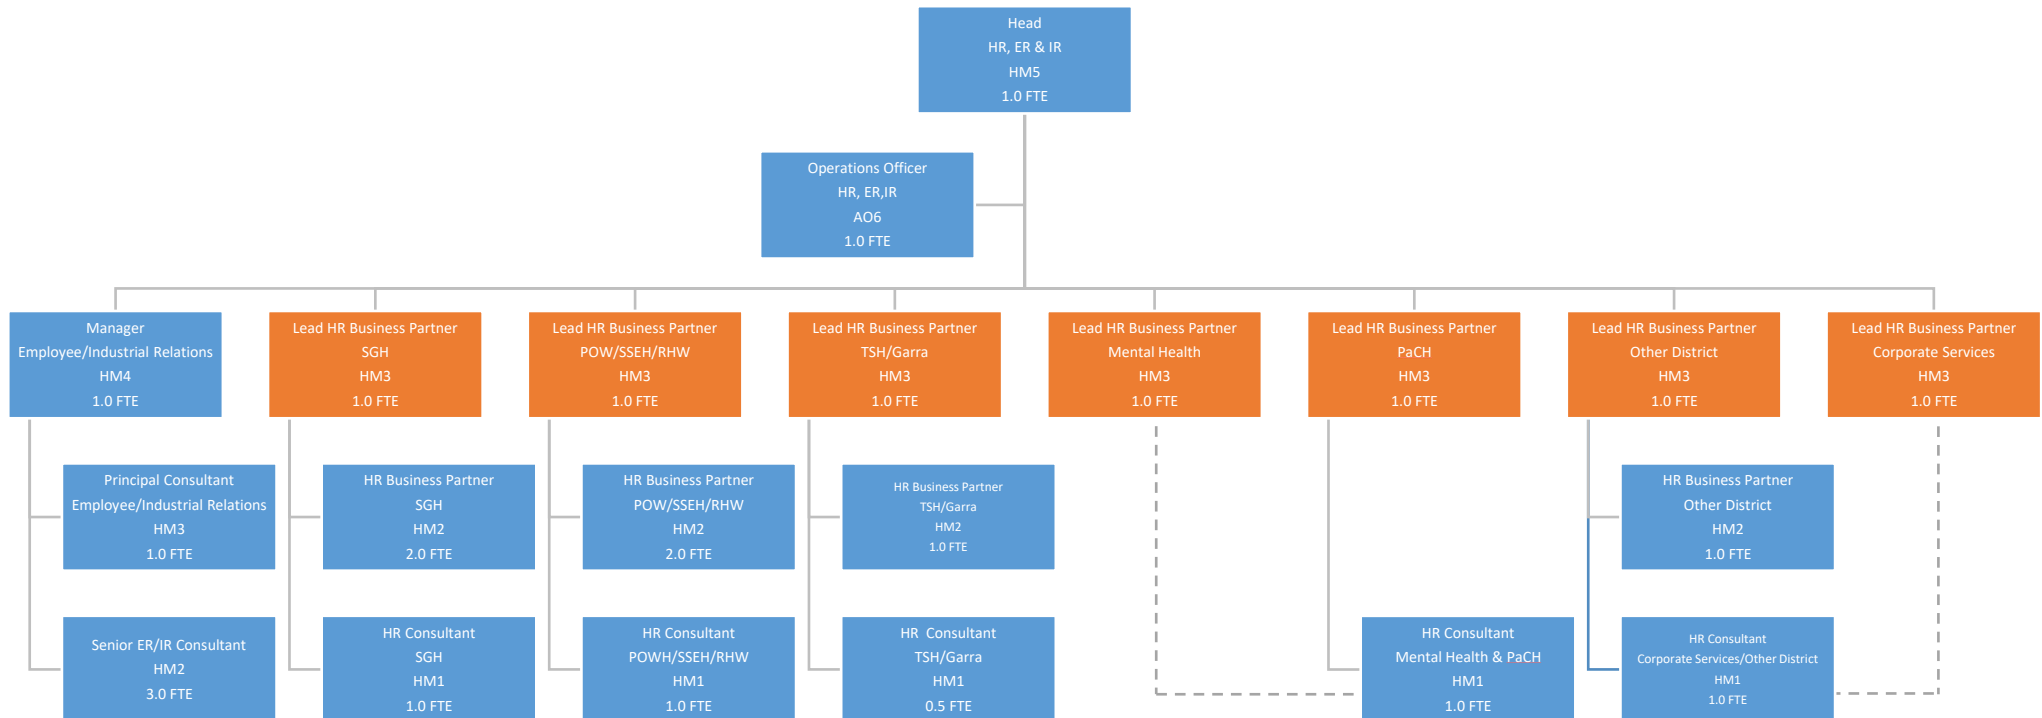 Head
HR, ER & IR
HM5
1.0 FTE
Operations Officer
HR, ER,IR
AO6
1.0 FTE
Manager
Employee/Industrial Relations
HM4
1.0 FTE
Lead HR Business Partner
SGH
HM3
1.0 FTE
Lead HR Business Partner
POW/SSEH/RHW
HM3
1.0 FTE
Lead HR Business Partner
TSH/Garra
HM3
1.0 FTE
Lead HR Business Partner
Mental Health
HM3
1.0 FTE
Lead HR Business Partner
PaCH
HM3
1.0 FTE
Lead HR Business Partner
Other District
HM3
1.0 FTE
Lead HR Business Partner
Corporate Services
HM3
1.0 FTE
Principal Consultant
Employee/Industrial Relations
HM3
1.0 FTE
HR Business Partner
SGH
HM2
2.0 FTE
HR Business Partner
POW/SSEH/RHW
HM2
2.0 FTE
HR Business Partner
TSH/Garra
HM2
1.0 FTE
HR Business Partner
Other District
HM2
1.0 FTE
Senior ER/IR Consultant
HM2
3.0 FTE
HR Consultant
SGH
HM1
1.0 FTE
HR Consultant
POWH/SSEH/RHW
HM1
1.0 FTE
HR  Consultant
TSH/Garra
HM1
0.5 FTE
HR Consultant
Mental Health & PaCH
HM1
1.0 FTE
HR Consultant
Corporate Services/Other District
HM1
1.0 FTE